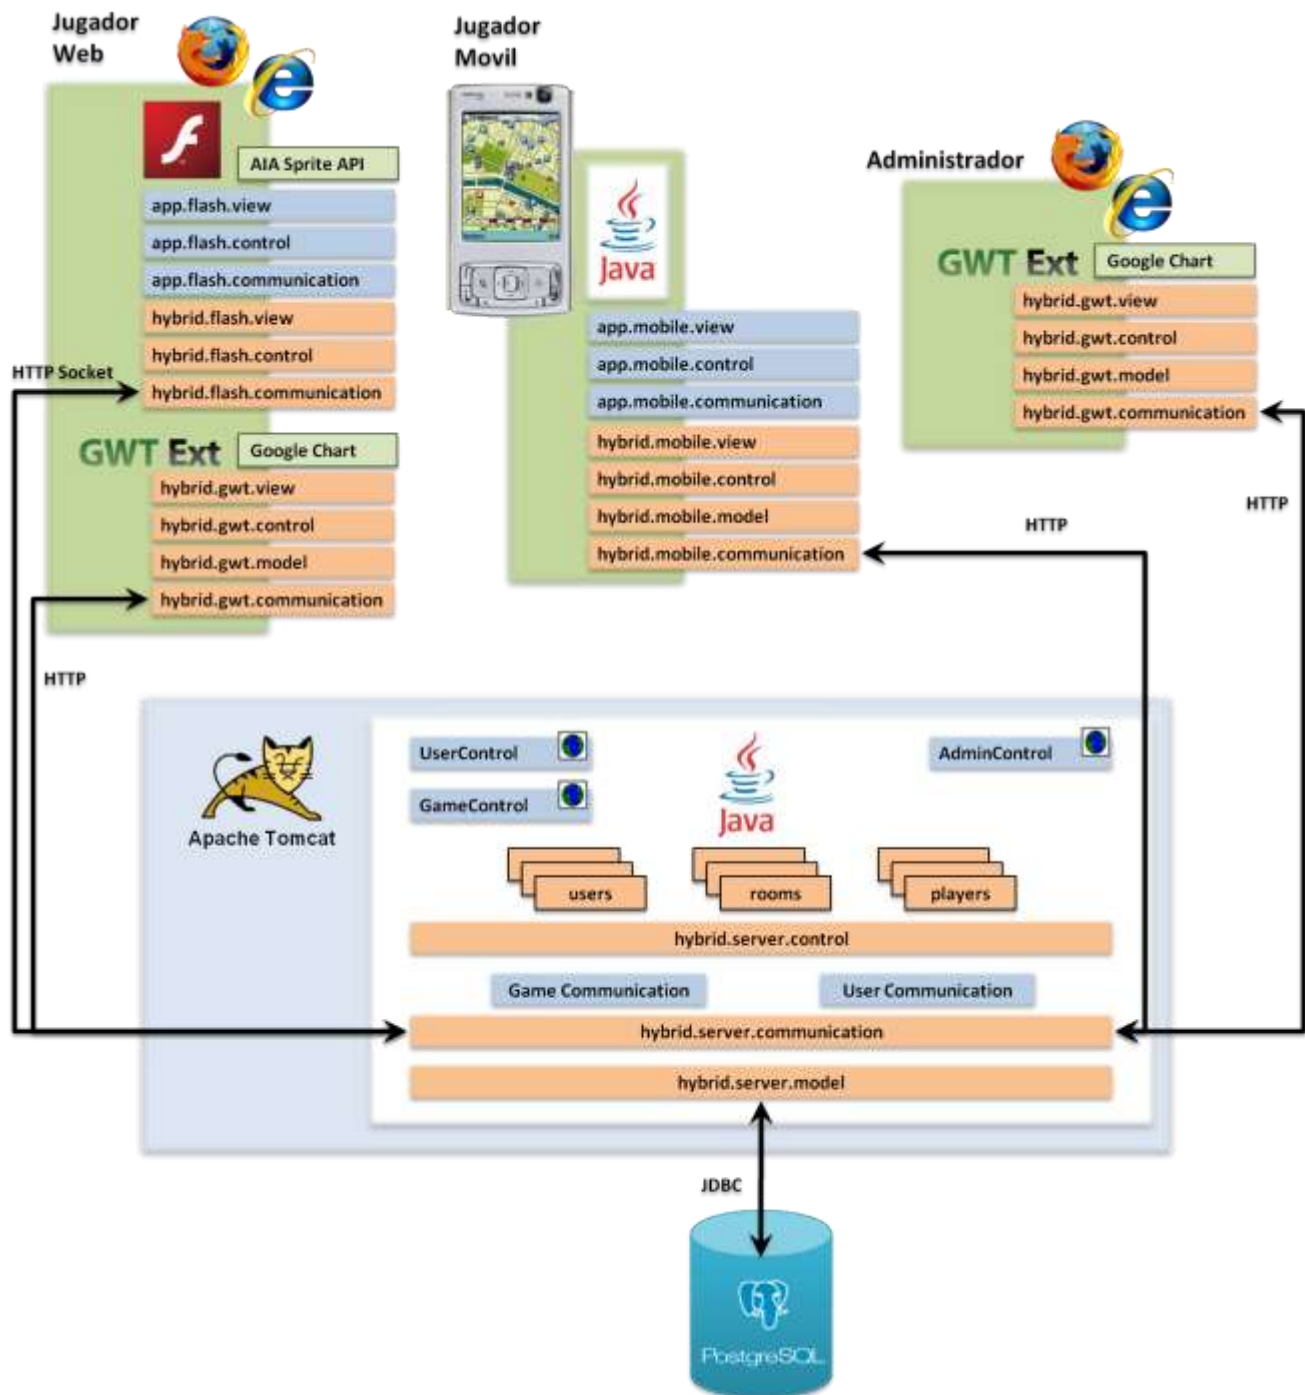 Jugador
Web
AIA Sprite API
app.flash.view
app.flash.control
app.flash.communication
hybrid.flash.view
hybrid.flash.control
hybrid.flash.communication
HTTP Socket
GWT Ext
Google Chart
hybrid.gwt.view
hybrid.gwt.control
hybrid.gwt.model
hybrid.gwt.communication
HTTP
Jugador
Movil
Java
app.mobile.view
app.mobile.control
app.mobile.communication
hybrid.mobile.view
hybrid.mobile.control
hybrid.mobile.model
hybrid.mobile.communication
HTTP
Administrador
GWT Ext
Google Chart
hybrid.gwt.view
hybrid.gwt.control
hybrid.gwt.model
hybrid.gwt.communication
HTTP
Apache Tomcat
UserControl
GameControl
Java
AdminControl
users
rooms
players
hybrid.server.control
Game Communication
User Communication
hybrid.server.communication
hybrid.server.model
JDBC
PostgreSQL